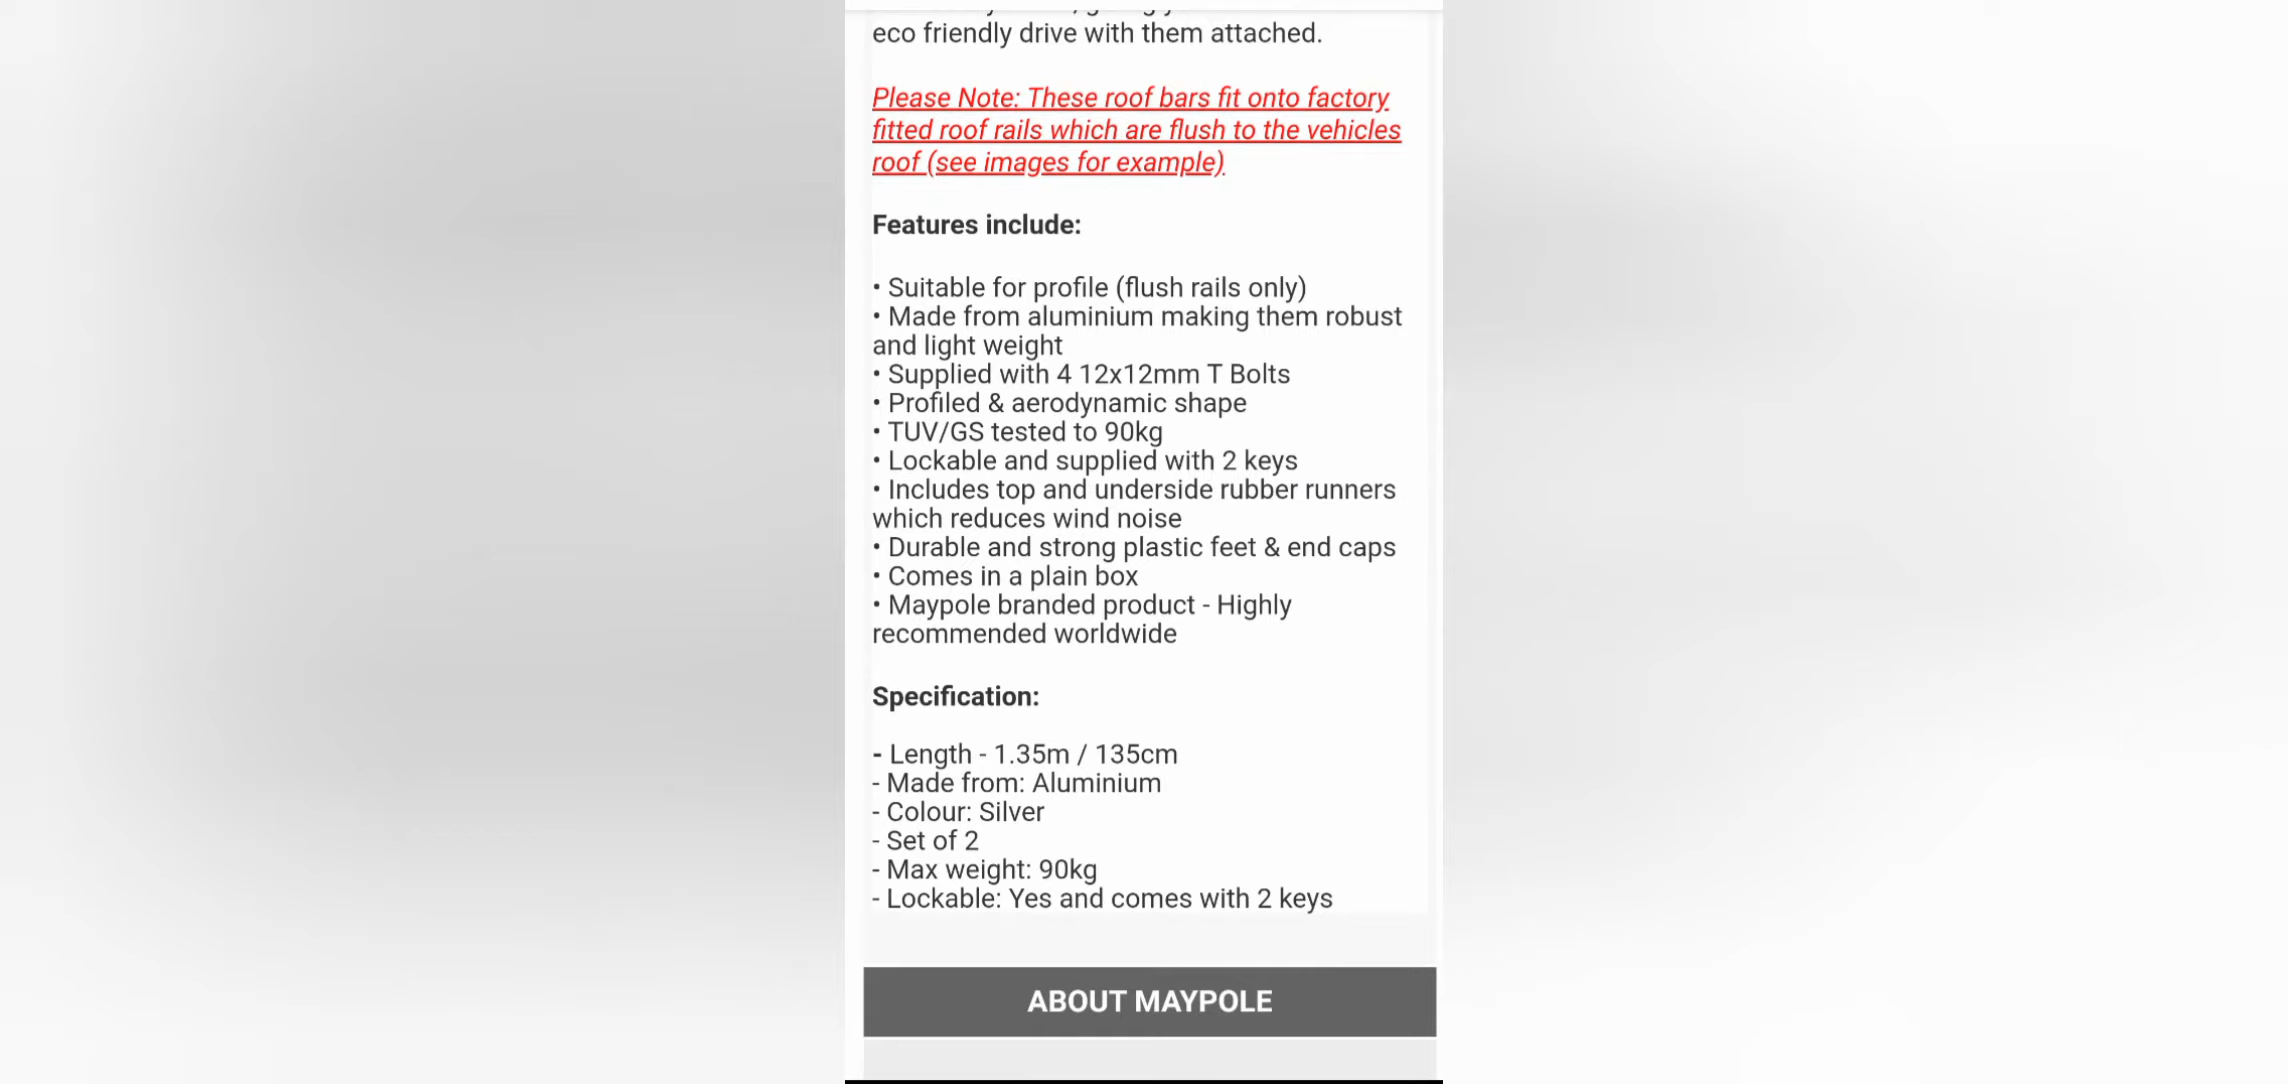 eco friendly drive with them attached.
Please Note: These roof bars fit onto factory
fitted roof rails which are flush to the vehicles
roof (see images for example)
Features include:
• Suitable for profile (flush rails only)
• Made from aluminium making them robust
and light weight
• Supplied with 4 12x12mm T Bolts
• Profiled & aerodynamic shape
• TUV/GS tested to 90kg
• Lockable and supplied with 2 keys
• Includes top and underside rubber runners
which reduces wind noise
• Durable and strong plastic feet & end caps
• Comes in a plain box
• Maypole branded product - Highly
recommended worldwide
Specification:
- Length - 1.35m / 135cm
- Made from: Aluminium
- Colour: Silver
- Set of 2
- Max weight: 90kg
- Lockable: Yes and comes with 2 keys
ABOUT MAYPOLE